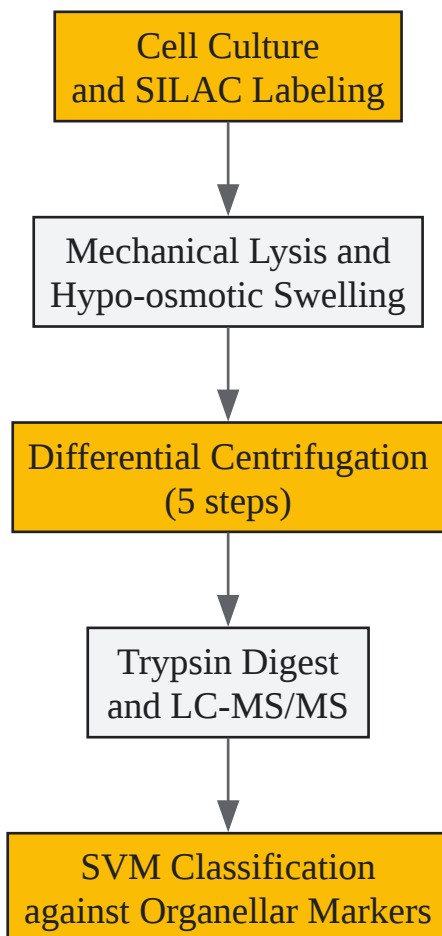 Cell Culture
and SILAC Labeling
Mechanical Lysis and
Hypo-osmotic Swelling
Differential Centrifugation
(5 steps)
Trypsin Digest
and LC-MS/MS
SVM Classification
against Organellar Markers